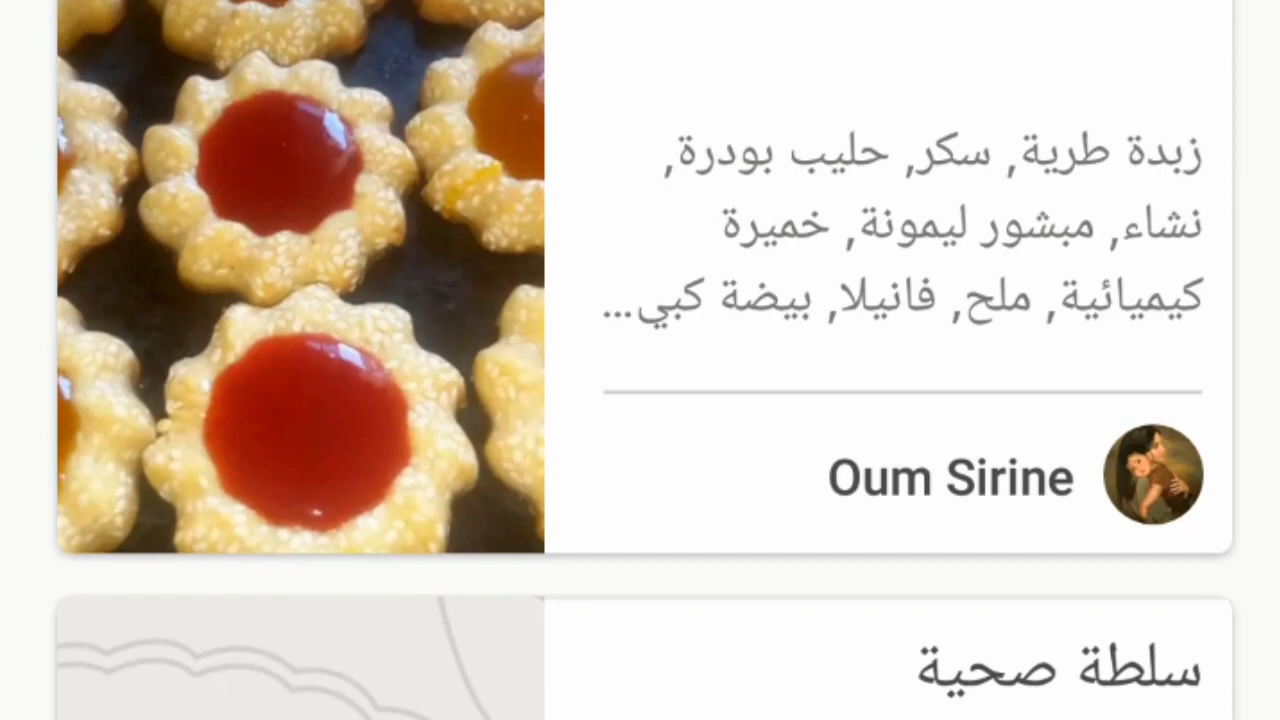 زبدة طرية, سكر, حليب بودرة,
نشاء, مبشور ليمونة, خميرة
كيميائية, ملح, فانيلا, بيضة كبي...
Oum Sirine
سلطة صحية